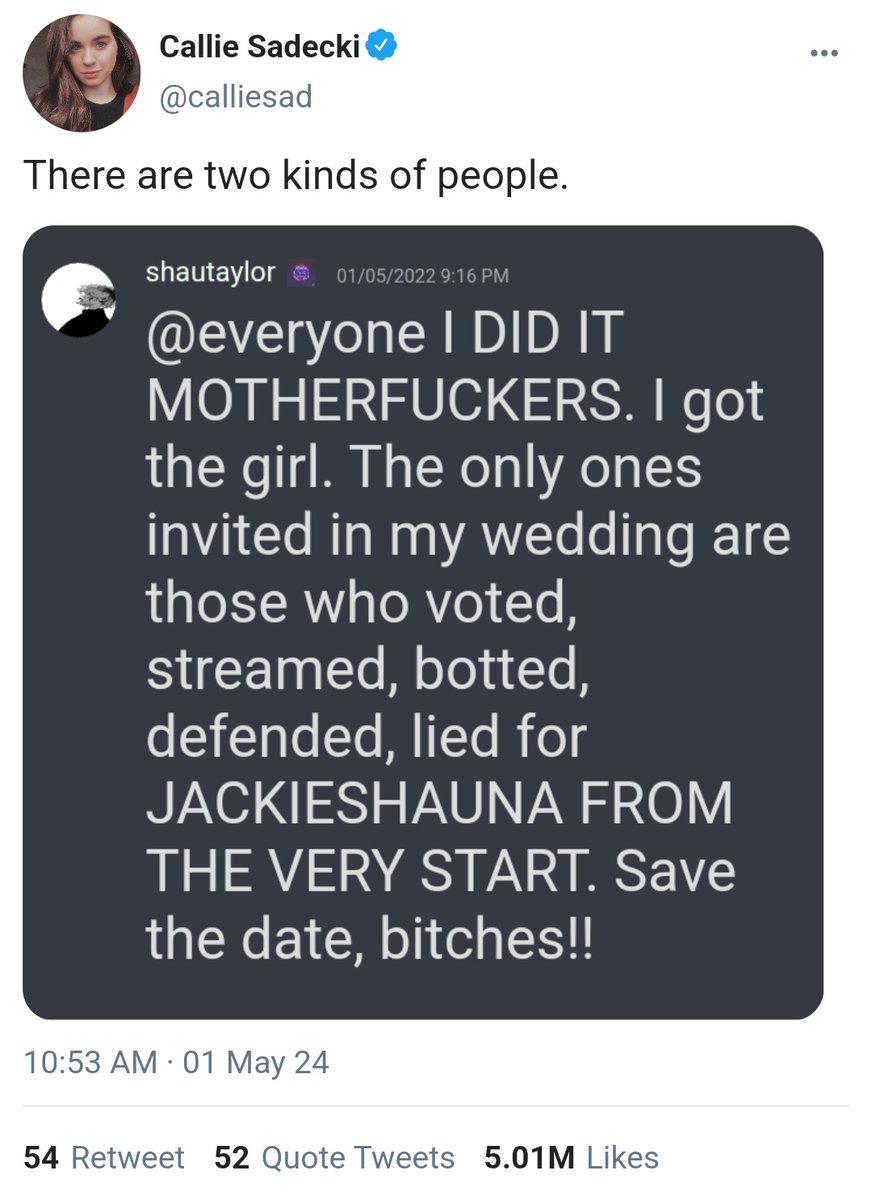 Callie Sadecki
@calliesad
There are two kinds of people.
shautaylor 01/05/2022 9:16 PM
@everyone I DID IT
MOTHERFUCKERS. I got
the girl. The only ones
invited in my wedding are
those who voted,
streamed, botted,
defended, lied for
JACKIESHAUNA FROM
THE VERY START. Save
the date, bitches!!
10:53 AM · 01 May 24
54 Retweet 52 Quote Tweets 5.01M Likes